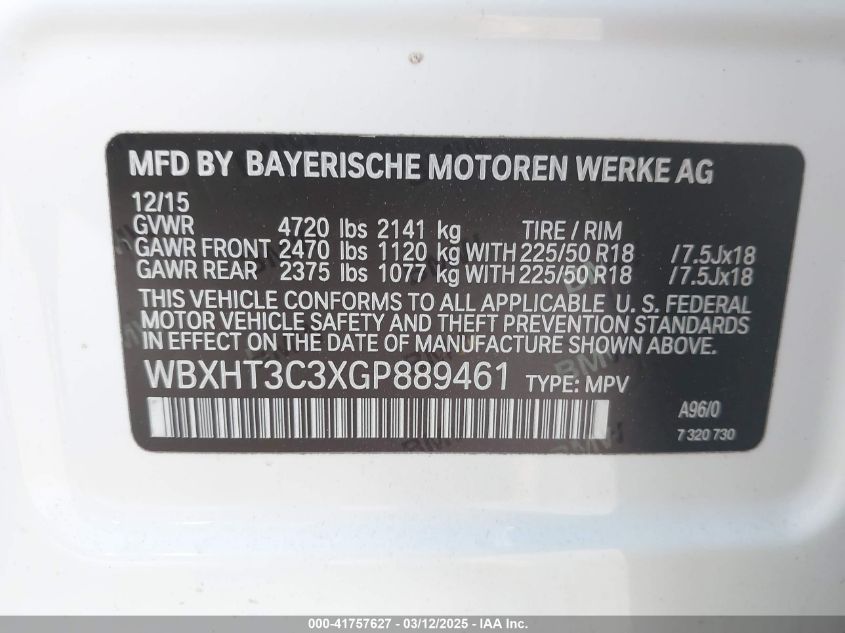 MFD BY BAYERISCHE MOTOREN WERKE AG
12/15
GVWR 4720 lbs 2141 kg TIRE / RIM
GAWR FRONT 2470 lbs 1120 kg WITH 225/50 R18 /7.5Jx18
GAWR REAR 2375 lbs 1077 kg WITH 225/50 R18 /7.5Jx18
THIS VEHICLE CONFORMS TO ALL APPLICABLE U. S. FEDERAL
MOTOR VEHICLE SAFETY AND THEFT PREVENTION STANDARDS
IN EFFECT ON THE DATE OF MANUFACTURE SHOWN ABOVE.
WBXHT3C3XGP889461 TYPE: MPV
A96/0
7 320 730
000-41757627 - 03/12/2025 - IAA Inc.